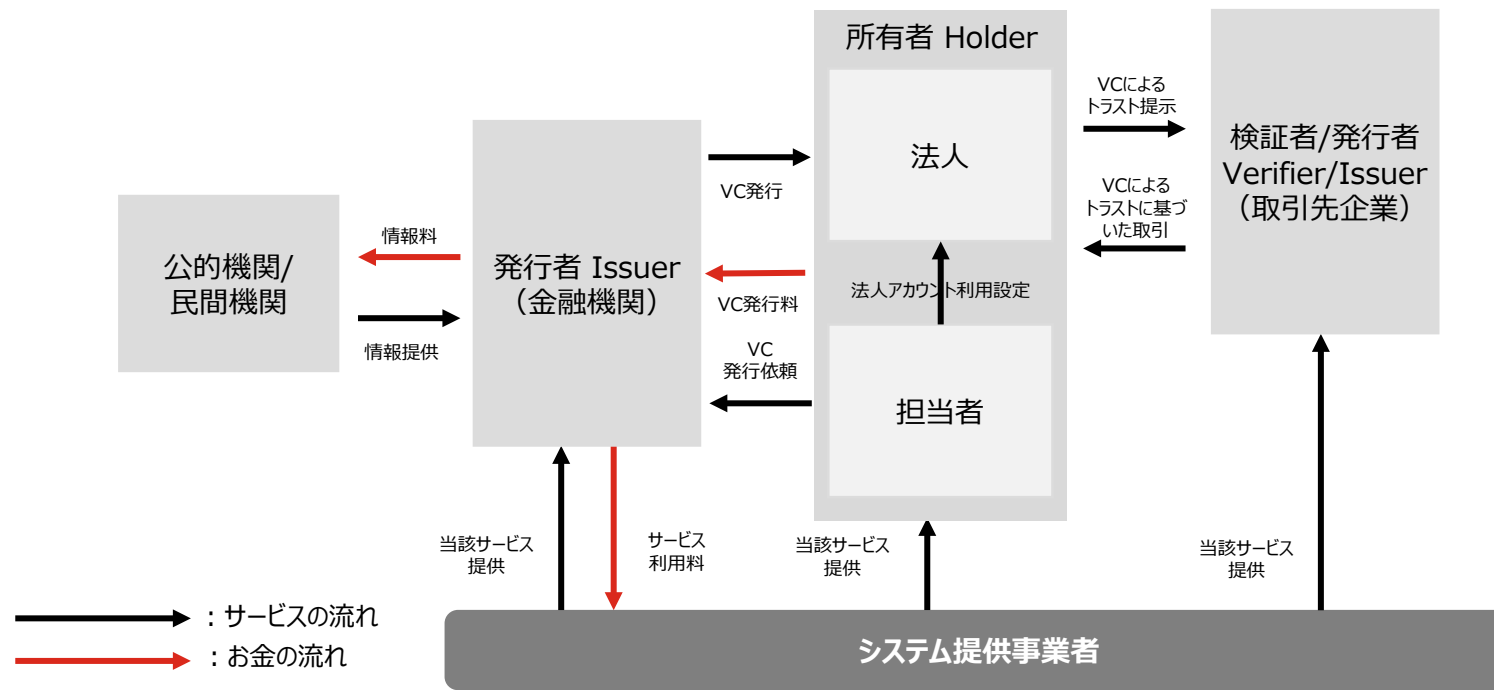 所有者 Holder
法人
担当者
法人アカウント利用設定
VCによる
トラスト提示
VCによる
トラストに基づ
いた取引
検証者/発行者
Verifier/Issuer
（取引先企業）
VC発行
VC発行料
VC
発行依頼
発行者 Issuer
（金融機関）
情報料
情報提供
公的機関/
民間機関
当該サービス
提供
サービス
利用料
当該サービス
提供
当該サービス
提供
：サービスの流れ
：お金の流れ
システム提供事業者